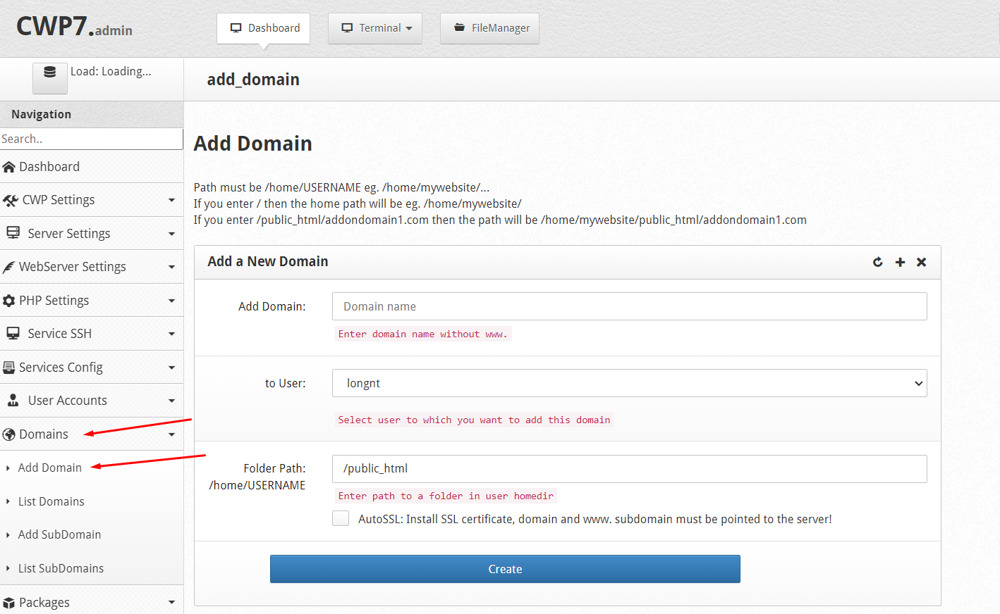 CWP7.admin
Dashboard
Terminal
FileManager
Load: Loading...
add_domain
Navigation
Search..
Dashboard
CWP Settings
Server Settings
WebServer Settings
PHP Settings
Service SSH
Services Config
User Accounts
Domains
Add Domain
List Domains
Add SubDomain
List SubDomains
Packages
Add Domain
Path must be /home/USERNAME eg. /home/mywebsite/...
If you enter / then the home path will be eg. /home/mywebsite/
If you enter /public_html/addondomain1.com then the path will be /home/mywebsite/public_html/addondomain1.com
Add a New Domain
Add Domain:
Domain name
Enter domain name without www.
to User:
longnt
Select user to which you want to add this domain
Folder Path:
/home/USERNAME
/public_html
Enter path to a folder in user homedir
AutoSSL: Install SSL certificate, domain and www. subdomain must be pointed to the server!
Create